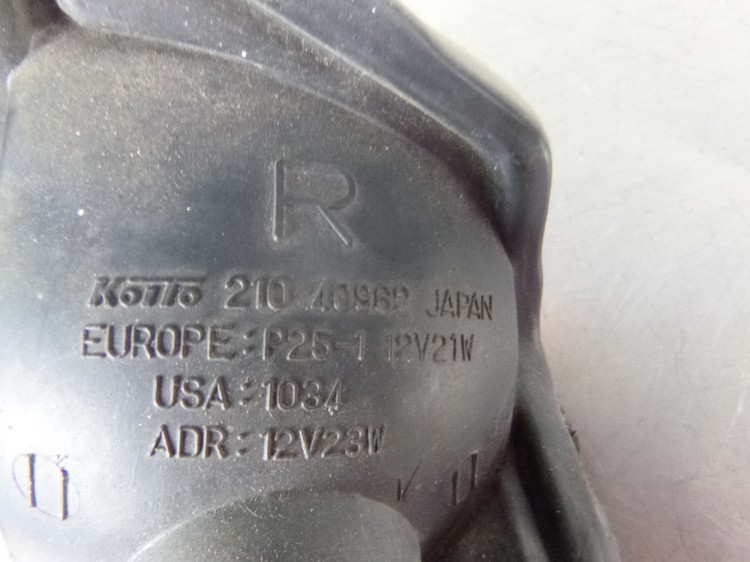 R
KOITO 210-40962 JAPAN
EUROPE:P25-1 12V21W
USA:1034
ADR:12V23W